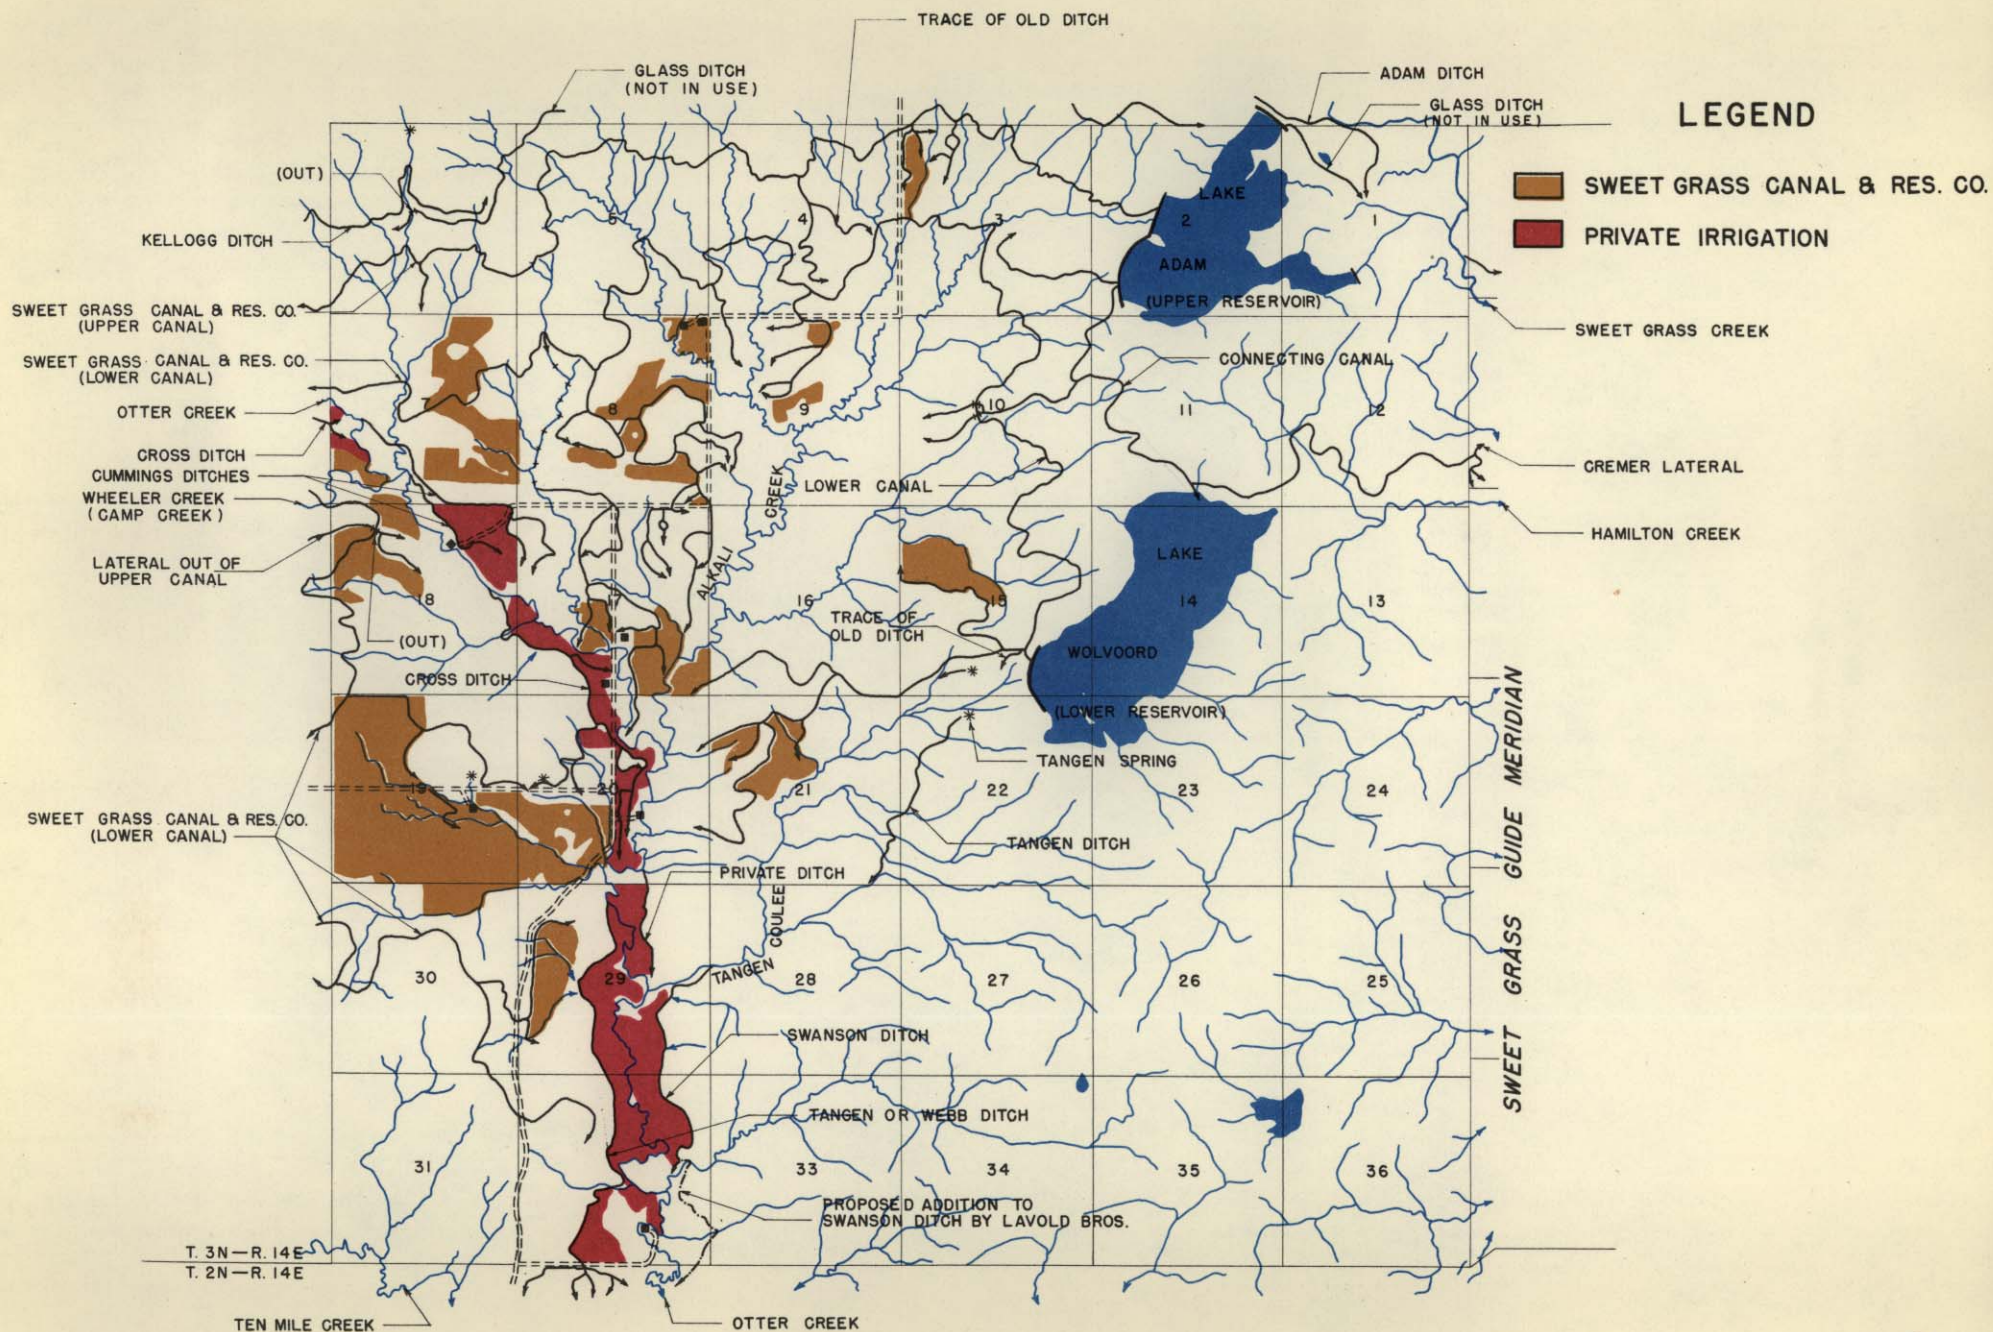 TRACE OF OLD DITCH
GLASS DITCH
(NOT IN USE)
ADAM DITCH
GLASS DITCH
(NOT IN USE)
LEGEND
SWEET GRASS CANAL & RES. CO.
PRIVATE IRRIGATION
(OUT)
KELLOGG DITCH
SWEET GRASS CANAL & RES. CO.
(UPPER CANAL)
SWEET GRASS CANAL & RES. CO.
(LOWER CANAL)
OTTER CREEK
CROSS DITCH
CUMMINGS DITCHES
WHEELER CREEK
(CAMP CREEK)
LATERAL OUT OF
UPPER CANAL
(OUT)
CROSS DITCH
SWEET GRASS CANAL & RES. CO.
(LOWER CANAL)
5
4
3
2
1
LAKE
ADAM
(UPPER RESERVOIR)
SWEET GRASS CREEK
CONNECTING CANAL
8
9
10
11
12
CREMER LATERAL
LOWER CANAL
HAMILTON CREEK
ALKALI
CREEK
LAKE
WOLVOORD
(LOWER RESERVOIR)
18
17
16
15
14
13
TRACE OF
OLD DITCH
TANGEN SPRING
19
20
21
22
23
24
TANGEN DITCH
PRIVATE DITCH
TANGEN
COULEE
30
29
28
27
26
25
SWANSON DITCH
TANGEN OR WEBB DITCH
31
33
34
35
36
PROPOSED ADDITION TO
SWANSON DITCH BY LAVOLD BROS.
SWEET GRASS GUIDE MERIDIAN
T. 3N—R. 14E
T. 2N—R. 14E
TEN MILE CREEK
OTTER CREEK